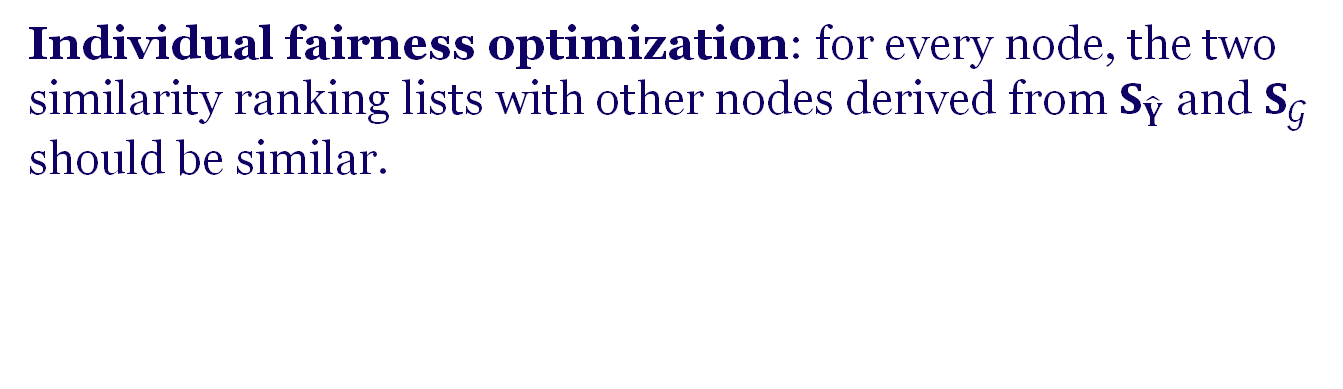 Individual fairness optimization: for every node, the two
similarity ranking lists with other nodes derived from S_Ŷ and S_𝒢
should be similar.